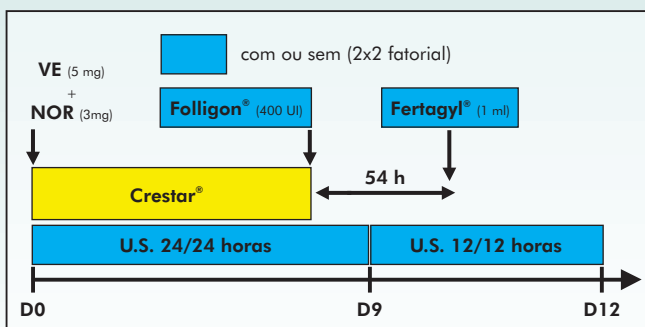 com ou sem (2x2 fatorial)
VE (5 mg)
+
NOR (3mg)
Folligon® (400 UI)
Fertagyl® (1 ml)
54 h
Crestar®
U.S. 24/24 horas
U.S. 12/12 horas
D0
D9
D12